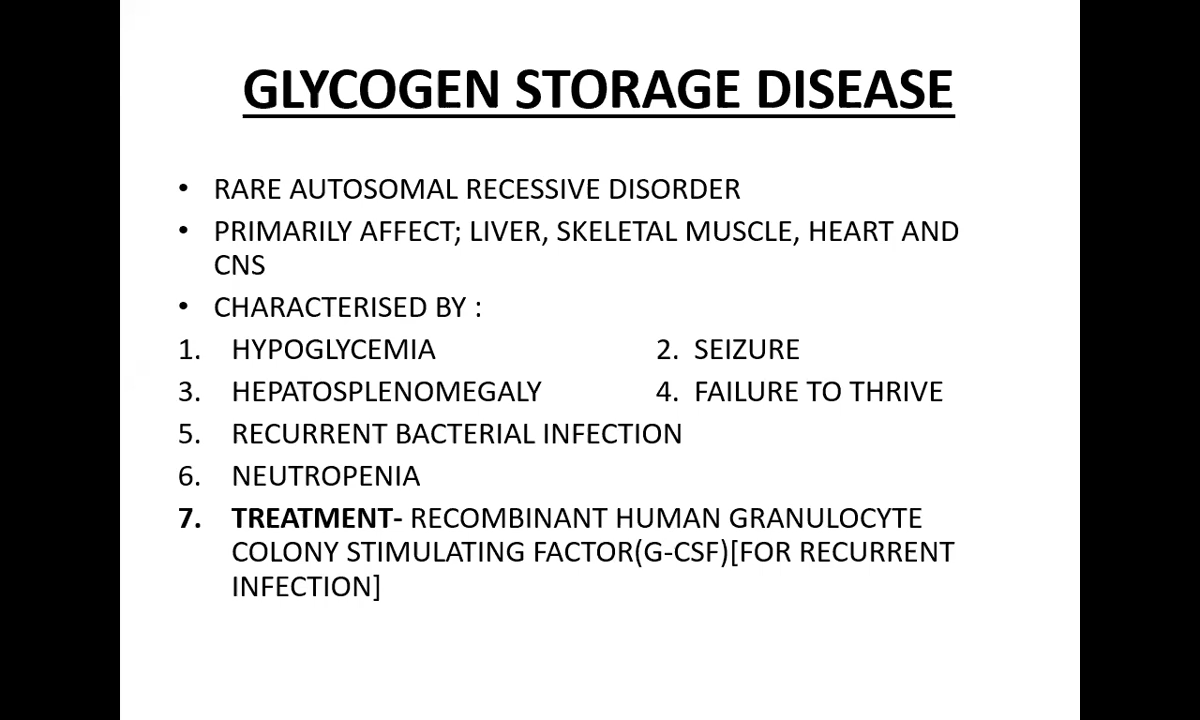 GLYCOGEN STORAGE DISEASE
• RARE AUTOSOMAL RECESSIVE DISORDER
• PRIMARILY AFFECT; LIVER, SKELETAL MUSCLE, HEART AND
CNS
• CHARACTERISED BY :
1. HYPOGLYCEMIA 2. SEIZURE
3. HEPATOSPLENOMEGALY 4. FAILURE TO THRIVE
5. RECURRENT BACTERIAL INFECTION
6. NEUTROPENIA
7. TREATMENT- RECOMBINANT HUMAN GRANULOCYTE
COLONY STIMULATING FACTOR(G-CSF)[FOR RECURRENT
INFECTION]